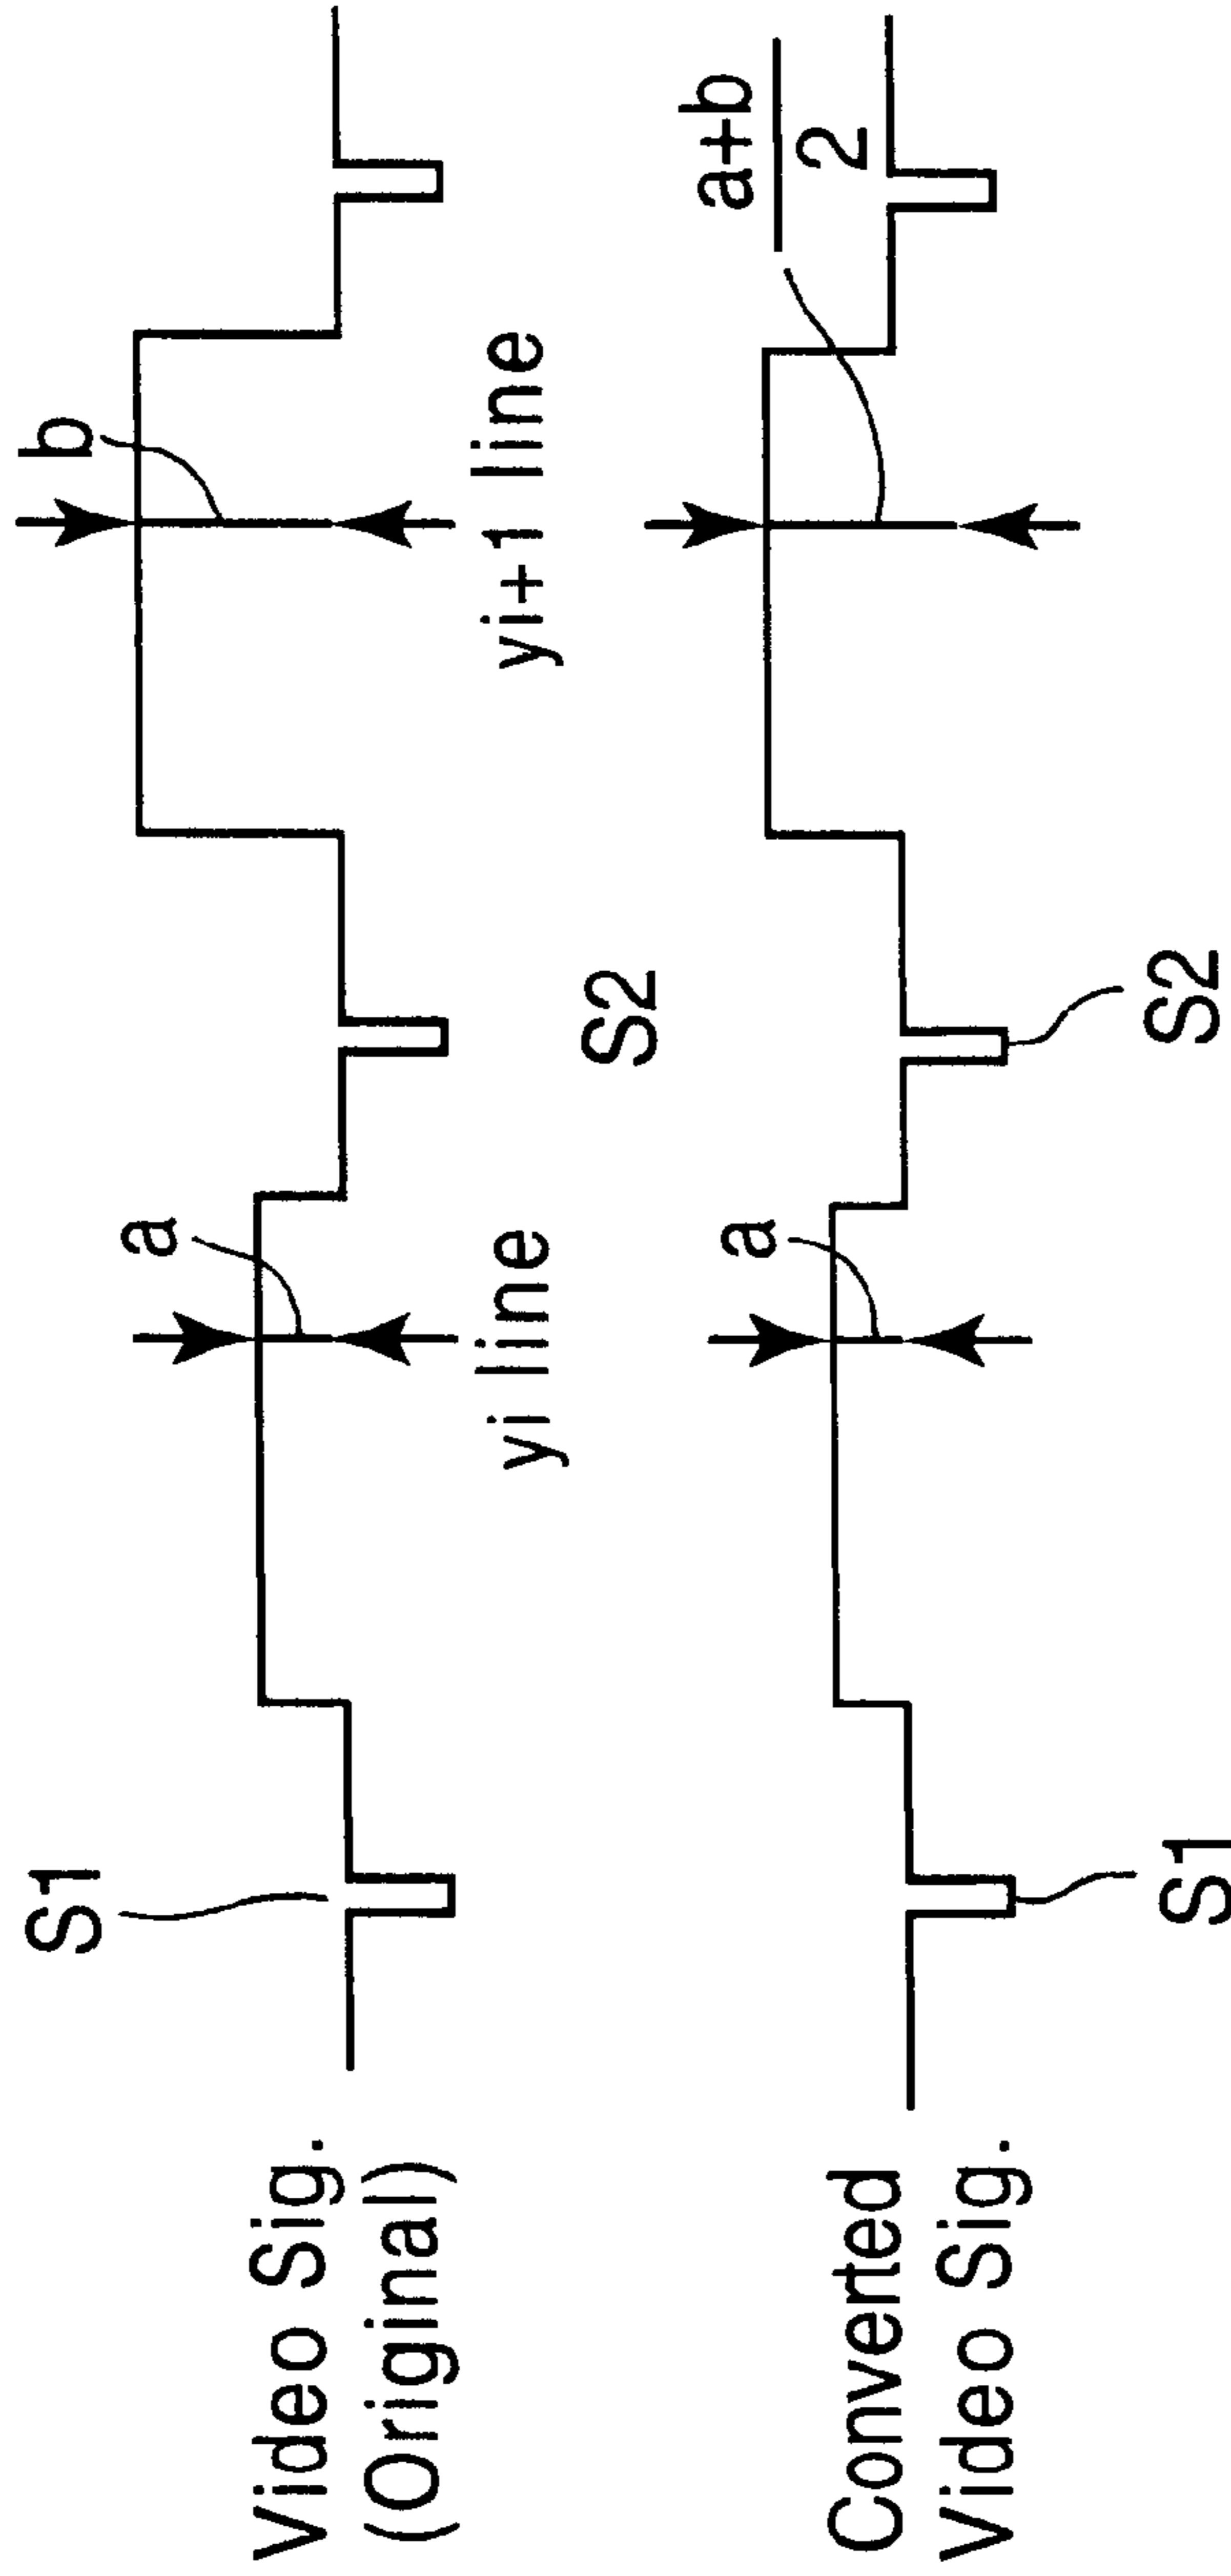 S1
a
b
Video Sig.
(Original)
yi line
yi+1 line
S2
a
a+b
2
Converted
Video Sig.
S1
S2